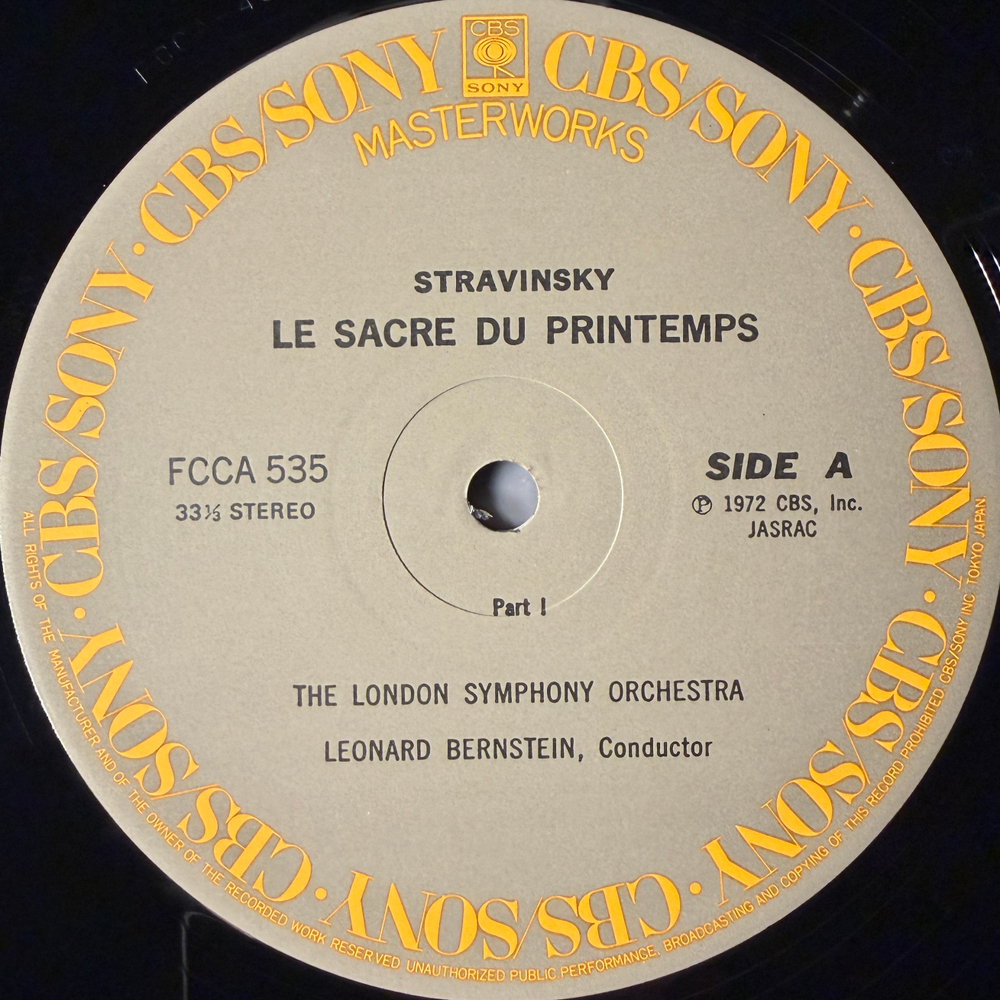 CBS
SONY
CBS/SONY · CBS/SONY · CBS/SONY · CBS/SONY · CBS/SONY · CBS/SONY · CBS/SONY · CBS/SONY
MASTERWORKS
STRAVINSKY
LE SACRE DU PRINTEMPS
FCCA 535
33⅓ STEREO
SIDE A
Ⓟ 1972 CBS, Inc.
JASRAC
Part I
THE LONDON SYMPHONY ORCHESTRA
LEONARD BERNSTEIN, Conductor
ALL RIGHTS OF THE MANUFACTURER AND OF THE OWNER OF THE RECORDED WORK RESERVED UNAUTHORIZED PUBLIC PERFORMANCE, BROADCASTING AND COPYING OF THIS RECORD PROHIBITED CBS/SONY INC. TOKYO JAPAN